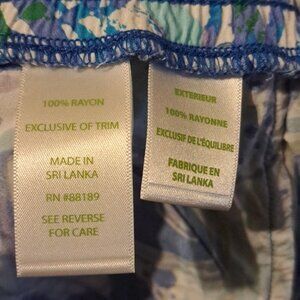 100% RAYON
EXCLUSIVE OF TRIM
MADE IN
SRI LANKA
RN #88189
SEE REVERSE
FOR CARE
EXTERIEUR
100% RAYONNE
EXCLUSIF DE L'ÉQUILIBRE
FABRIQUE EN
SRI LANKA